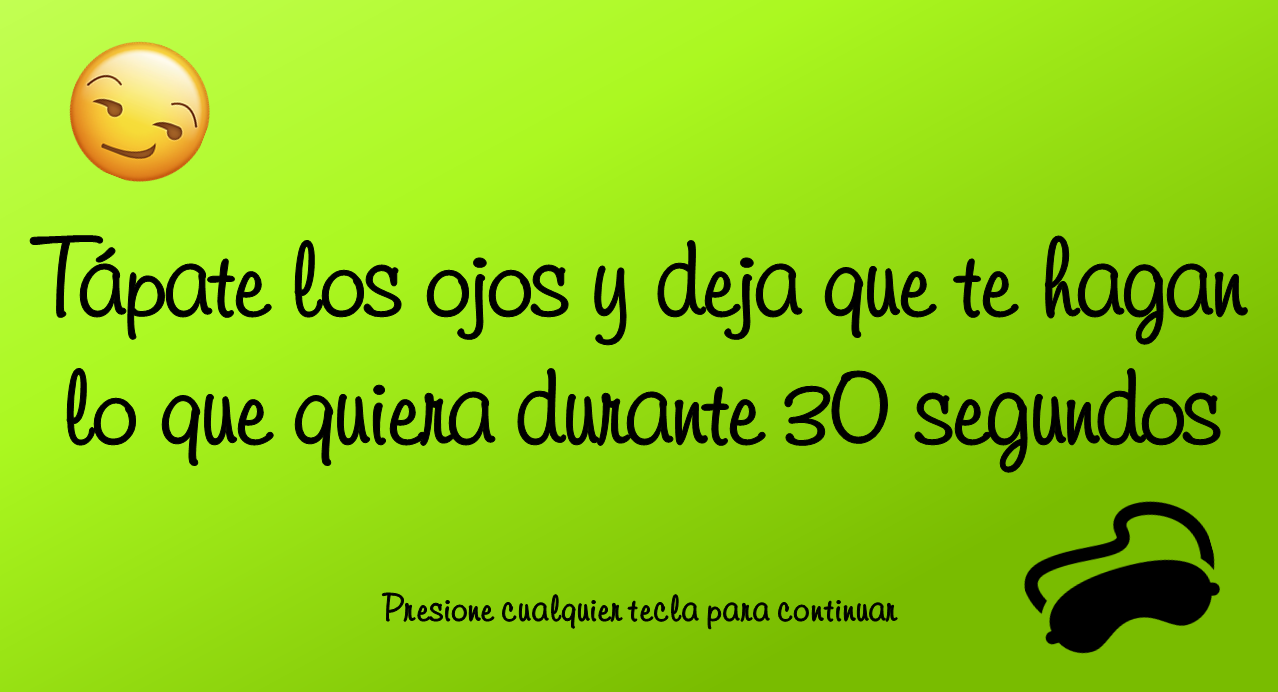 Tápate los ojos y deja que te hagan
lo que quiera durante 30 segundos
Presione cualquier tecla para continuar